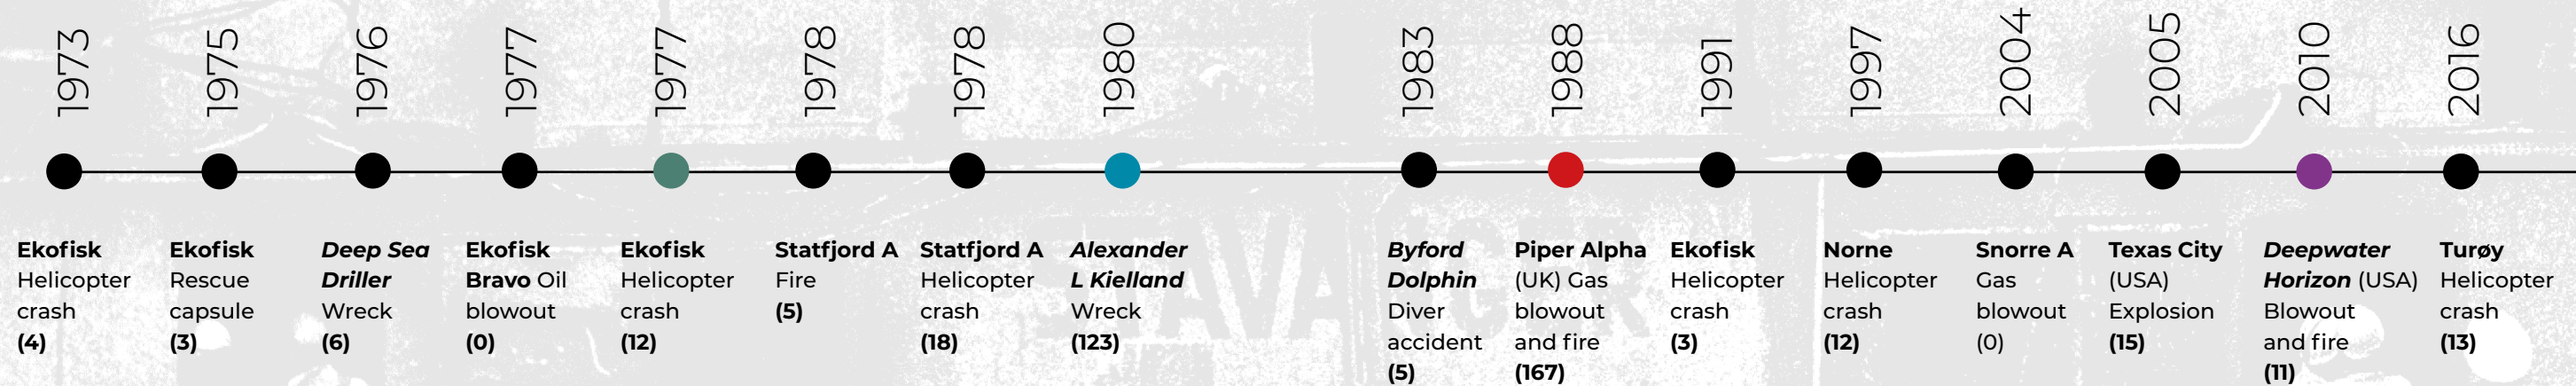 1973
1975
1976
1977
1977
1978
1978
1980
1983
1988
1991
1997
2004
2005
2010
2016
Ekofisk
Helicopter
crash
(4)
Ekofisk
Rescue
capsule
(3)
Deep Sea
Driller
Wreck
(6)
Ekofisk
Bravo Oil
blowout
(0)
Ekofisk
Helicopter
crash
(12)
Statfjord A
Fire
(5)
Statfjord A
Helicopter
crash
(18)
Alexander
L Kielland
Wreck
(123)
Byford
Dolphin
Diver
accident
(5)
Piper Alpha
(UK) Gas
blowout
and fire
(167)
Ekofisk
Helicopter
crash
(3)
Norne
Helicopter
crash
(12)
Snorre A
Gas
blowout
(0)
Texas City
(USA)
Explosion
(15)
Deepwater
Horizon (USA)
Blowout
and fire
(11)
Turøy
Helicopter
crash
(13)